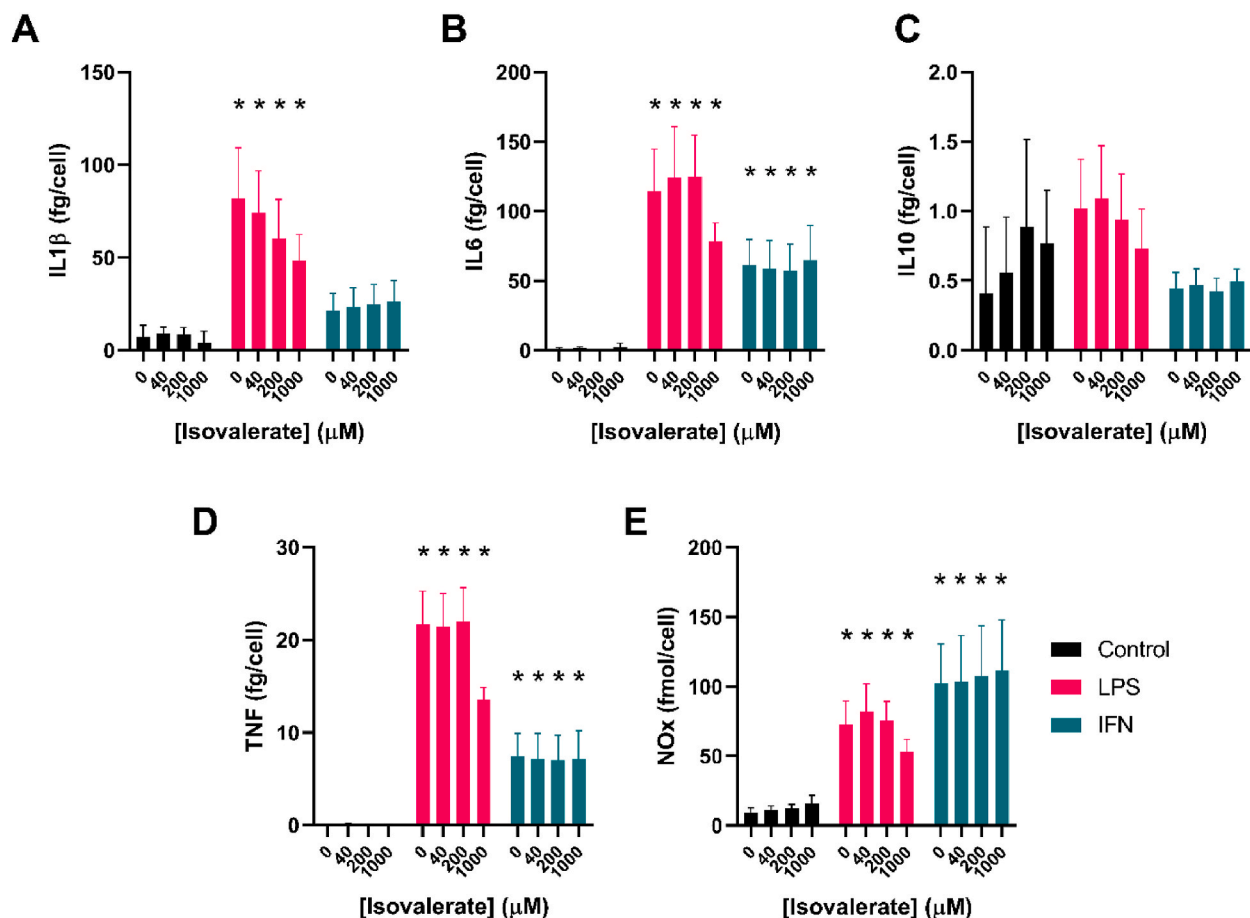 A
B
C
150
100
50
0
IL1β (fg/cell)
* * * *
0 40 200 1000 0 40 200 1000 0 40 200 1000
[Isovalerate] (μM)
200
150
100
50
0
IL6 (fg/cell)
* * * *
* * * *
0 40 200 1000 0 40 200 1000 0 40 200 1000
[Isovalerate] (μM)
2.0
1.5
1.0
0.5
0.0
IL10 (fg/cell)
0 40 200 1000 0 40 200 1000 0 40 200 1000
[Isovalerate] (μM)
D
E
30
20
10
0
TNF (fg/cell)
* * * *
* * * *
0 40 200 1000 0 40 200 1000 0 40 200 1000
[Isovalerate] (μM)
200
150
100
50
0
NOx (fmol/cell)
* * * *
* * * *
0 40 200 1000 0 40 200 1000 0 40 200 1000
[Isovalerate] (μM)
Control
LPS
IFN